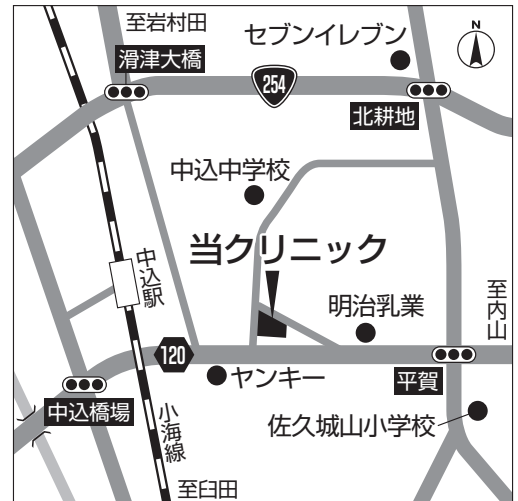 至岩村田
セブンイレブン
N
滑津大橋
254
北耕地
中込中学校
当クリニック
中込駅
明治乳業
至内山
120
ヤンキー
平賀
中込橋場
小海線
佐久城山小学校
至臼田